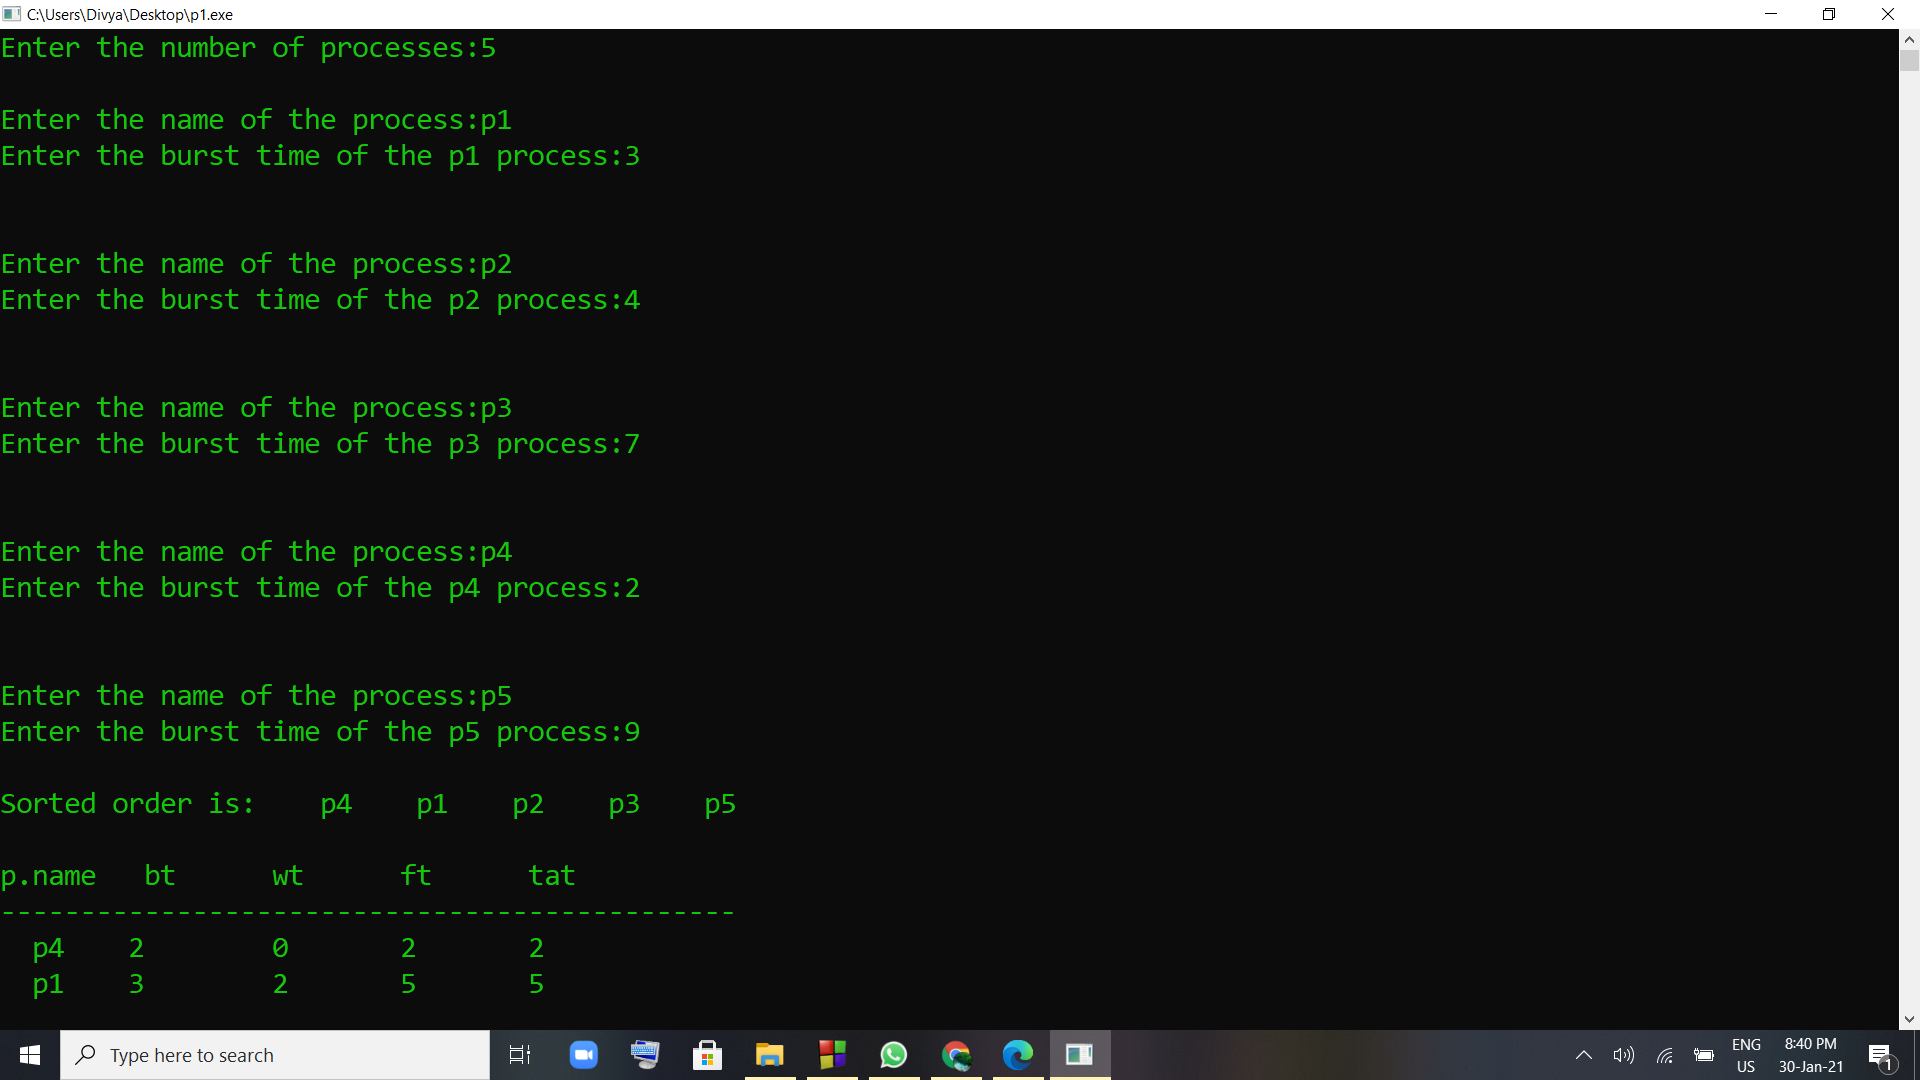 C:\Users\Divya\Desktop\p1.exe
Enter the number of processes:5
Enter the name of the process:p1
Enter the burst time of the p1 process:3
Enter the name of the process:p2
Enter the burst time of the p2 process:4
Enter the name of the process:p3
Enter the burst time of the p3 process:7
Enter the name of the process:p4
Enter the burst time of the p4 process:2
Enter the name of the process:p5
Enter the burst time of the p5 process:9
Sorted order is:    p4    p1    p2    p3    p5
p.name   bt      wt      ft      tat
----------------------------------------------
  p4    2        0       2       2
  p1    3        2       5       5
Type here to search
ENG 8:40 PM
US 30-Jan-21
1